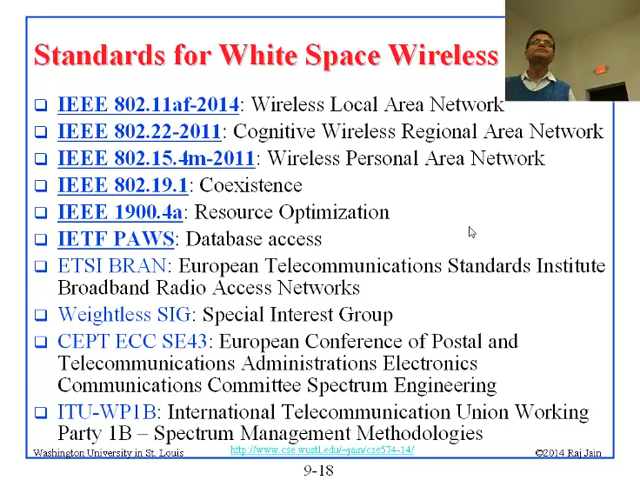 Standards for White Space Wireless
IEEE 802.11af-2014: Wireless Local Area Network
IEEE 802.22-2011: Cognitive Wireless Regional Area Network
IEEE 802.15.4m-2011: Wireless Personal Area Network
IEEE 802.19.1: Coexistence
IEEE 1900.4a: Resource Optimization
IETF PAWS: Database access
ETSI BRAN: European Telecommunications Standards Institute
Broadband Radio Access Networks
Weightless SIG: Special Interest Group
CEPT ECC SE43: European Conference of Postal and
Telecommunications Administrations Electronics
Communications Committee Spectrum Engineering
ITU-WP1B: International Telecommunication Union Working
Party 1B – Spectrum Management Methodologies
Washington University in St. Louis
http://www.cse.wustl.edu/~jain/cse574-14/
©2014 Raj Jain
9-18